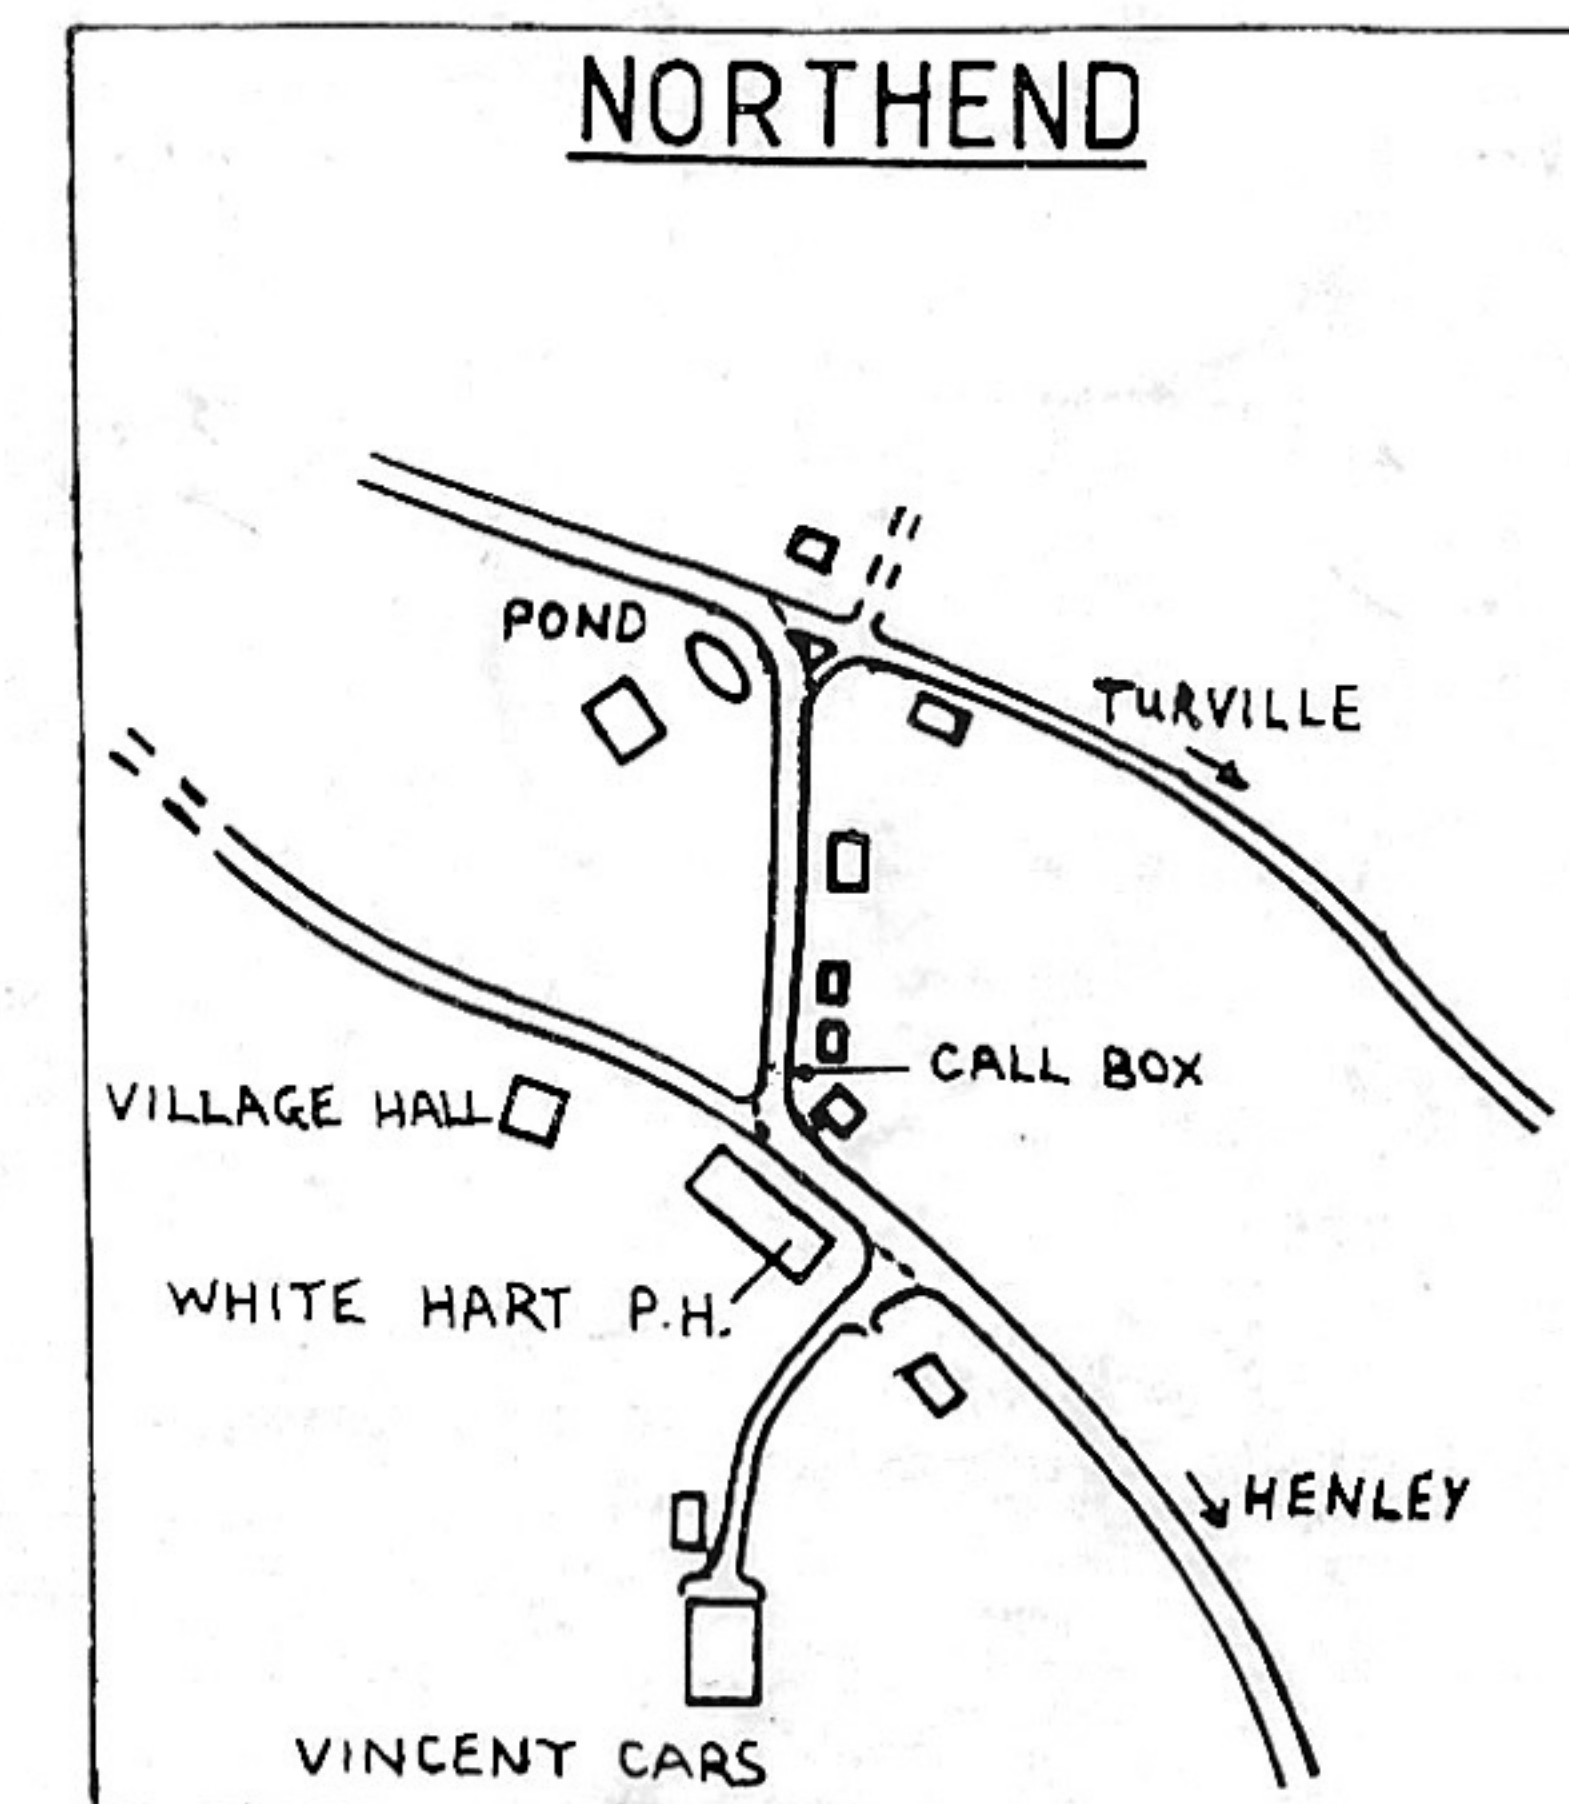 NORTHEND
POND
TURVILLE
CALL BOX
VILLAGE HALL
WHITE HART P.H.
HENLEY
VINCENT CARS